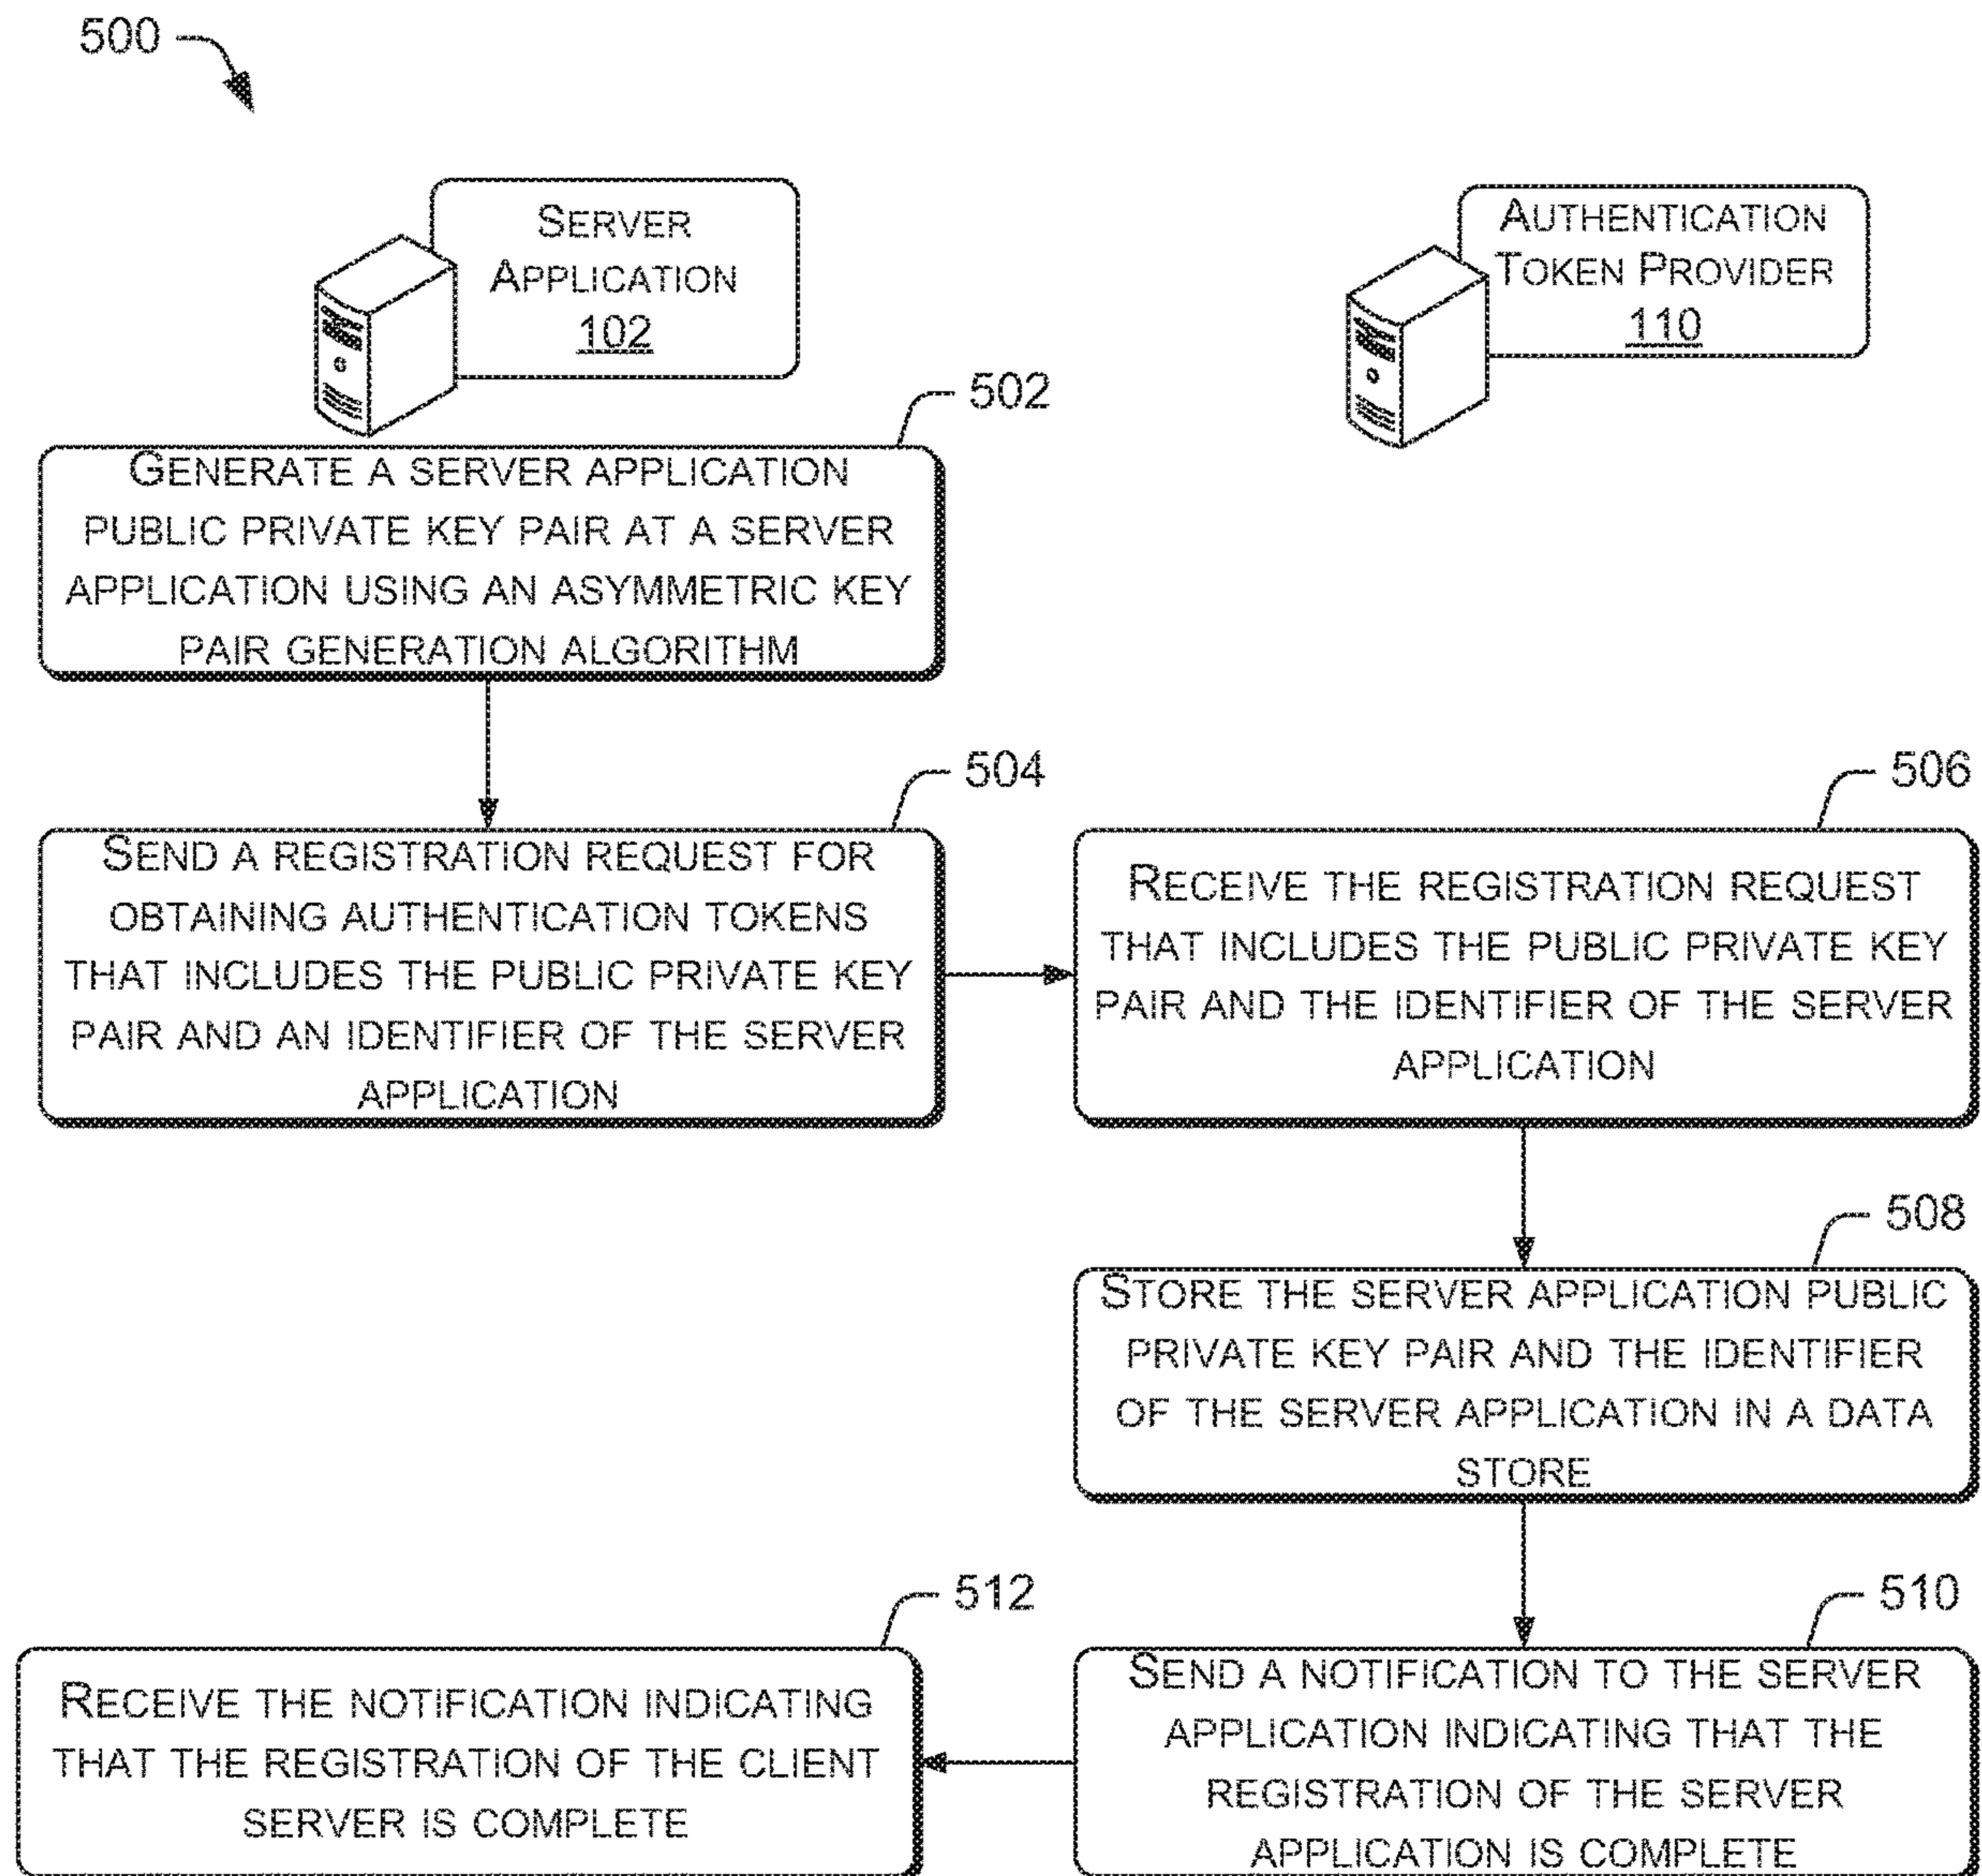 500
SERVER
APPLICATION
102
AUTHENTICATION
TOKEN PROVIDER
110
502
GENERATE A SERVER APPLICATION
PUBLIC PRIVATE KEY PAIR AT A SERVER
APPLICATION USING AN ASYMMETRIC KEY
PAIR GENERATION ALGORITHM
504
SEND A REGISTRATION REQUEST FOR
OBTAINING AUTHENTICATION TOKENS
THAT INCLUDES THE PUBLIC PRIVATE KEY
PAIR AND AN IDENTIFIER OF THE SERVER
APPLICATION
506
RECEIVE THE REGISTRATION REQUEST
THAT INCLUDES THE PUBLIC PRIVATE KEY
PAIR AND THE IDENTIFIER OF THE SERVER
APPLICATION
508
STORE THE SERVER APPLICATION PUBLIC
PRIVATE KEY PAIR AND THE IDENTIFIER
OF THE SERVER APPLICATION IN A DATA
STORE
510
SEND A NOTIFICATION TO THE SERVER
APPLICATION INDICATING THAT THE
REGISTRATION OF THE SERVER
APPLICATION IS COMPLETE
512
RECEIVE THE NOTIFICATION INDICATING
THAT THE REGISTRATION OF THE CLIENT
SERVER IS COMPLETE